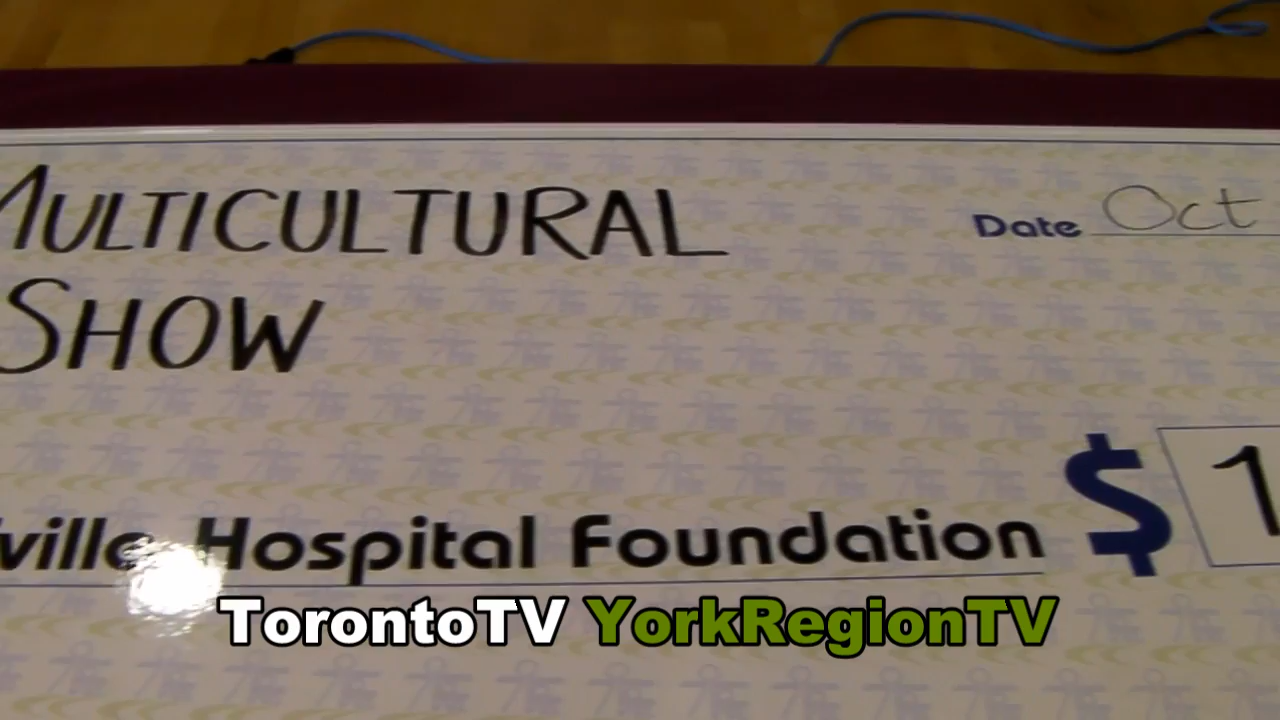 MULTICULTURAL
Date Oct
SHOW
ville Hospital Foundation $ 1
TorontoTV YorkRegionTV